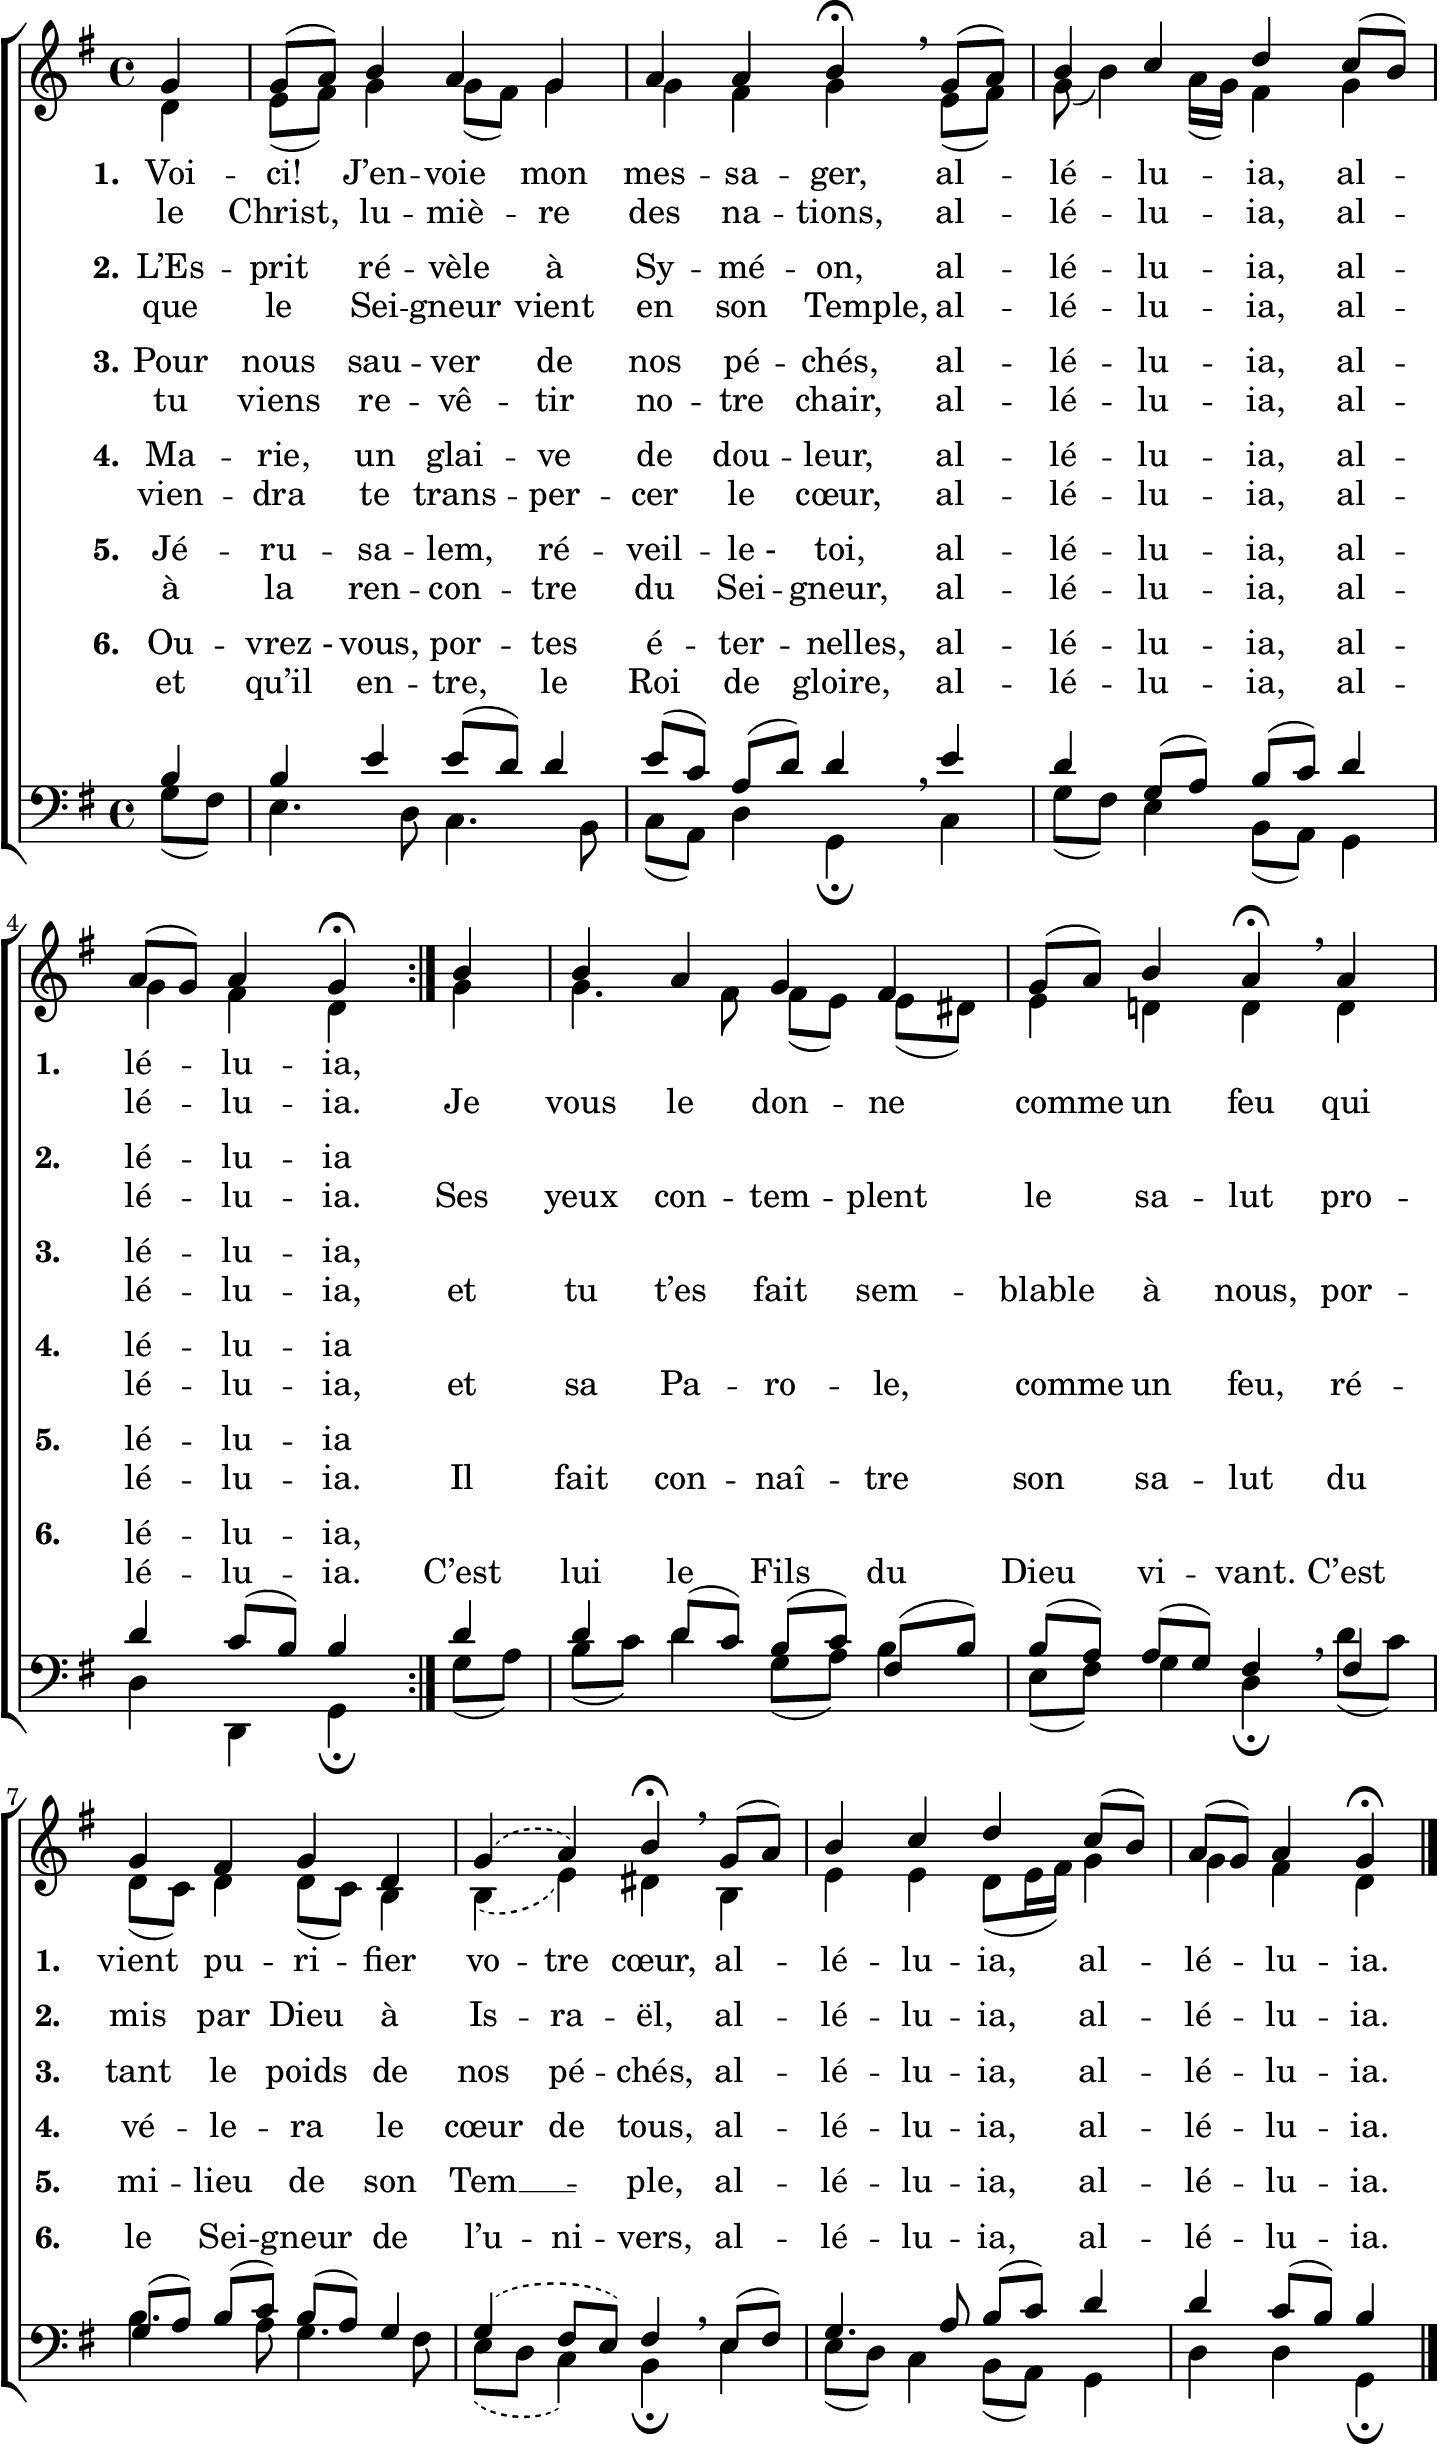 1. Voi -- ci! J’en -- voie mon mes -- sa -- ger, al -- lé -- lu -- ia, al --
le Christ, lu -- miè -- re des na -- tions, al -- lé -- lu -- ia, al --
2. L’Es -- prit ré -- vèle à Sy -- mé -- on, al -- lé -- lu -- ia, al --
que le Sei -- gneur vient en son Temple, al -- lé -- lu -- ia, al --
3. Pour nous sau -- ver de nos pé -- chés, al -- lé -- lu -- ia, al --
tu viens re -- vê -- tir no -- tre chair, al -- lé -- lu -- ia, al --
4. Ma -- rie, un glai -- ve de dou -- leur, al -- lé -- lu -- ia, al --
vien -- dra te trans -- per -- cer le cœur, al -- lé -- lu -- ia, al --
5. Jé -- ru -- sa -- lem, ré -- veil -- le - toi, al -- lé -- lu -- ia, al --
à la ren -- con -- tre du Sei -- gneur, al -- lé -- lu -- ia, al --
6. Ou -- vrez - vous, por -- tes é -- ter -- nelles, al -- lé -- lu -- ia, al --
et qu’il en -- tre, le Roi de gloire, al -- lé -- lu -- ia, al --
4
1. lé -- lu -- ia,
lé -- lu -- ia. Je vous le don -- ne comme un feu qui
2. lé -- lu -- ia
lé -- lu -- ia. Ses yeux con -- tem -- plent le sa -- lut pro --
3. lé -- lu -- ia,
lé -- lu -- ia, et tu t’es fait sem -- blable à nous, por --
4. lé -- lu -- ia
lé -- lu -- ia, et sa Pa -- ro -- le, comme un feu, ré --
5. lé -- lu -- ia
lé -- lu -- ia. Il fait con -- naî -- tre son sa -- lut du
6. lé -- lu -- ia,
lé -- lu -- ia. C’est lui le Fils du Dieu vi -- vant. C’est
7
1. vient pu -- ri -- fier vo -- tre cœur, al -- lé -- lu -- ia, al -- lé -- lu -- ia.
2. mis par Dieu à Is -- ra -- ël, al -- lé -- lu -- ia, al -- lé -- lu -- ia.
3. tant le poids de nos pé -- chés, al -- lé -- lu -- ia, al -- lé -- lu -- ia.
4. vé -- le -- ra le cœur de tous, al -- lé -- lu -- ia, al -- lé -- lu -- ia.
5. mi -- lieu de son Tem __ -- ple, al -- lé -- lu -- ia, al -- lé -- lu -- ia.
6. le Sei -- gneur de l’u -- ni -- vers, al -- lé -- lu -- ia, al -- lé -- lu -- ia.